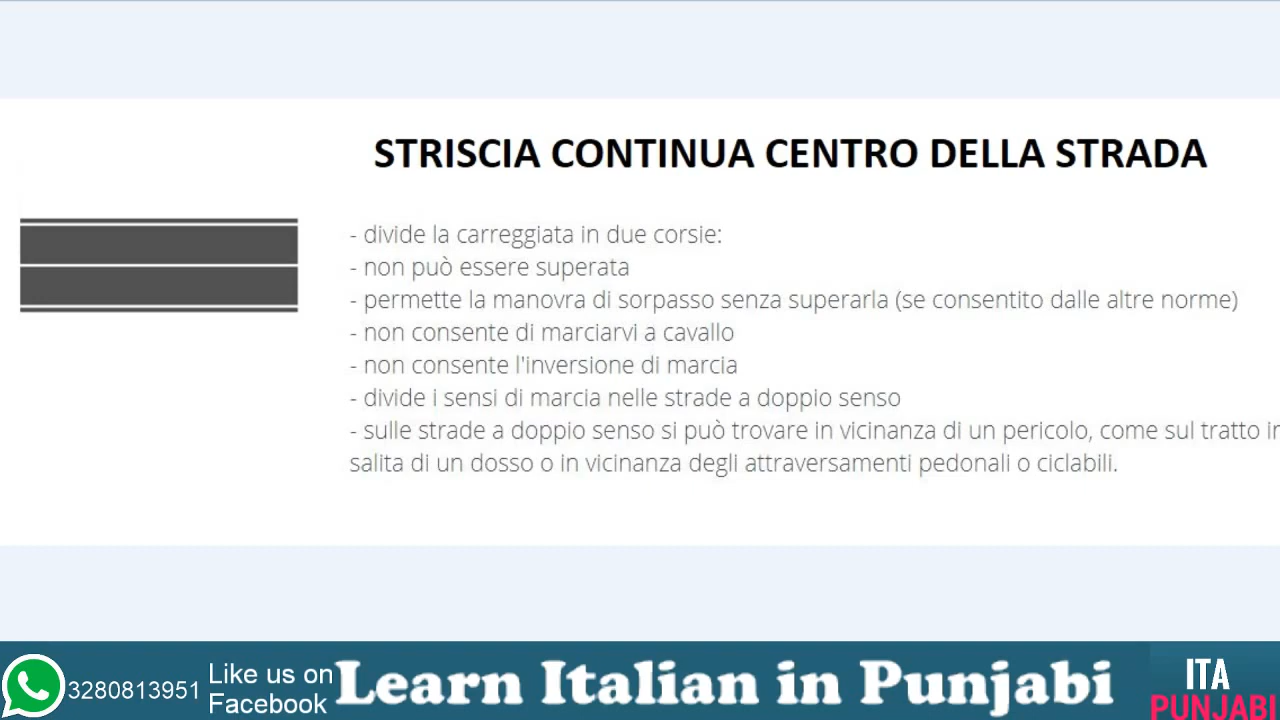 STRISCIA CONTINUA CENTRO DELLA STRADA
- divide la carreggiata in due corsie:
- non può essere superata
- permette la manovra di sorpasso senza superarla (se consentito dalle altre norme)
- non consente di marciarvi a cavallo
- non consente l'inversione di marcia
- divide i sensi di marcia nelle strade a doppio senso
- sulle strade a doppio senso si può trovare in vicinanza di un pericolo, come sul tratto in
salita di un dosso o in vicinanza degli attraversamenti pedonali o ciclabili.
3280813951
Like us on
Facebook
Learn Italian in Punjabi
ITA
PUNJABI